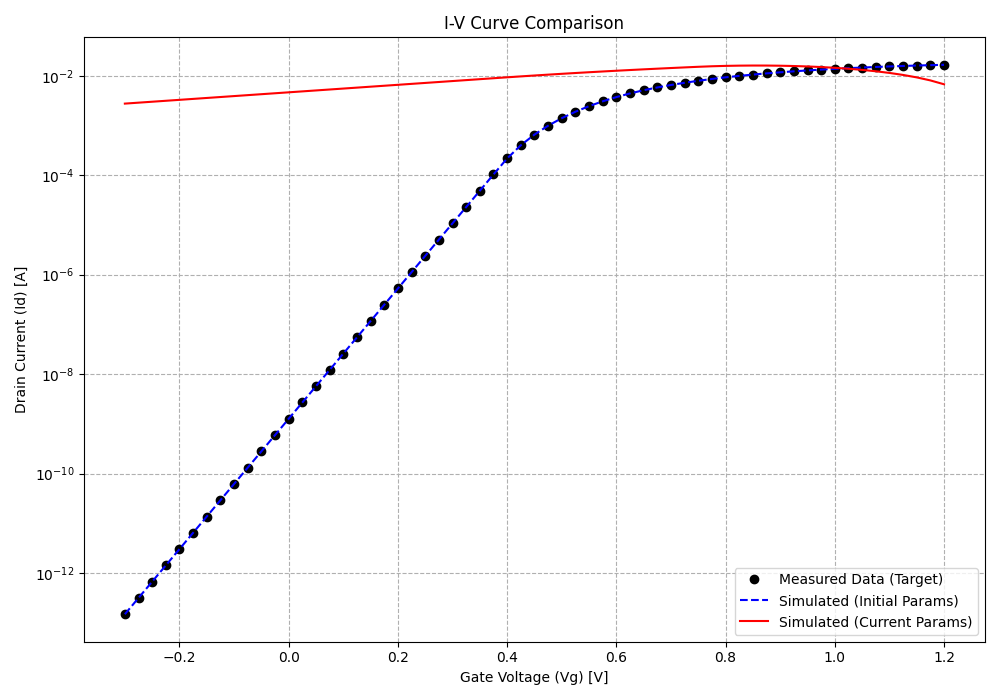 I-V Curve Comparison
Drain Current (Id) [A]
10⁻²
10⁻⁴
10⁻⁶
10⁻⁸
10⁻¹⁰
10⁻¹²
Measured Data (Target)
Simulated (Initial Params)
Simulated (Current Params)
−0.2 0.0 0.2 0.4 0.6 0.8 1.0 1.2
Gate Voltage (Vg) [V]